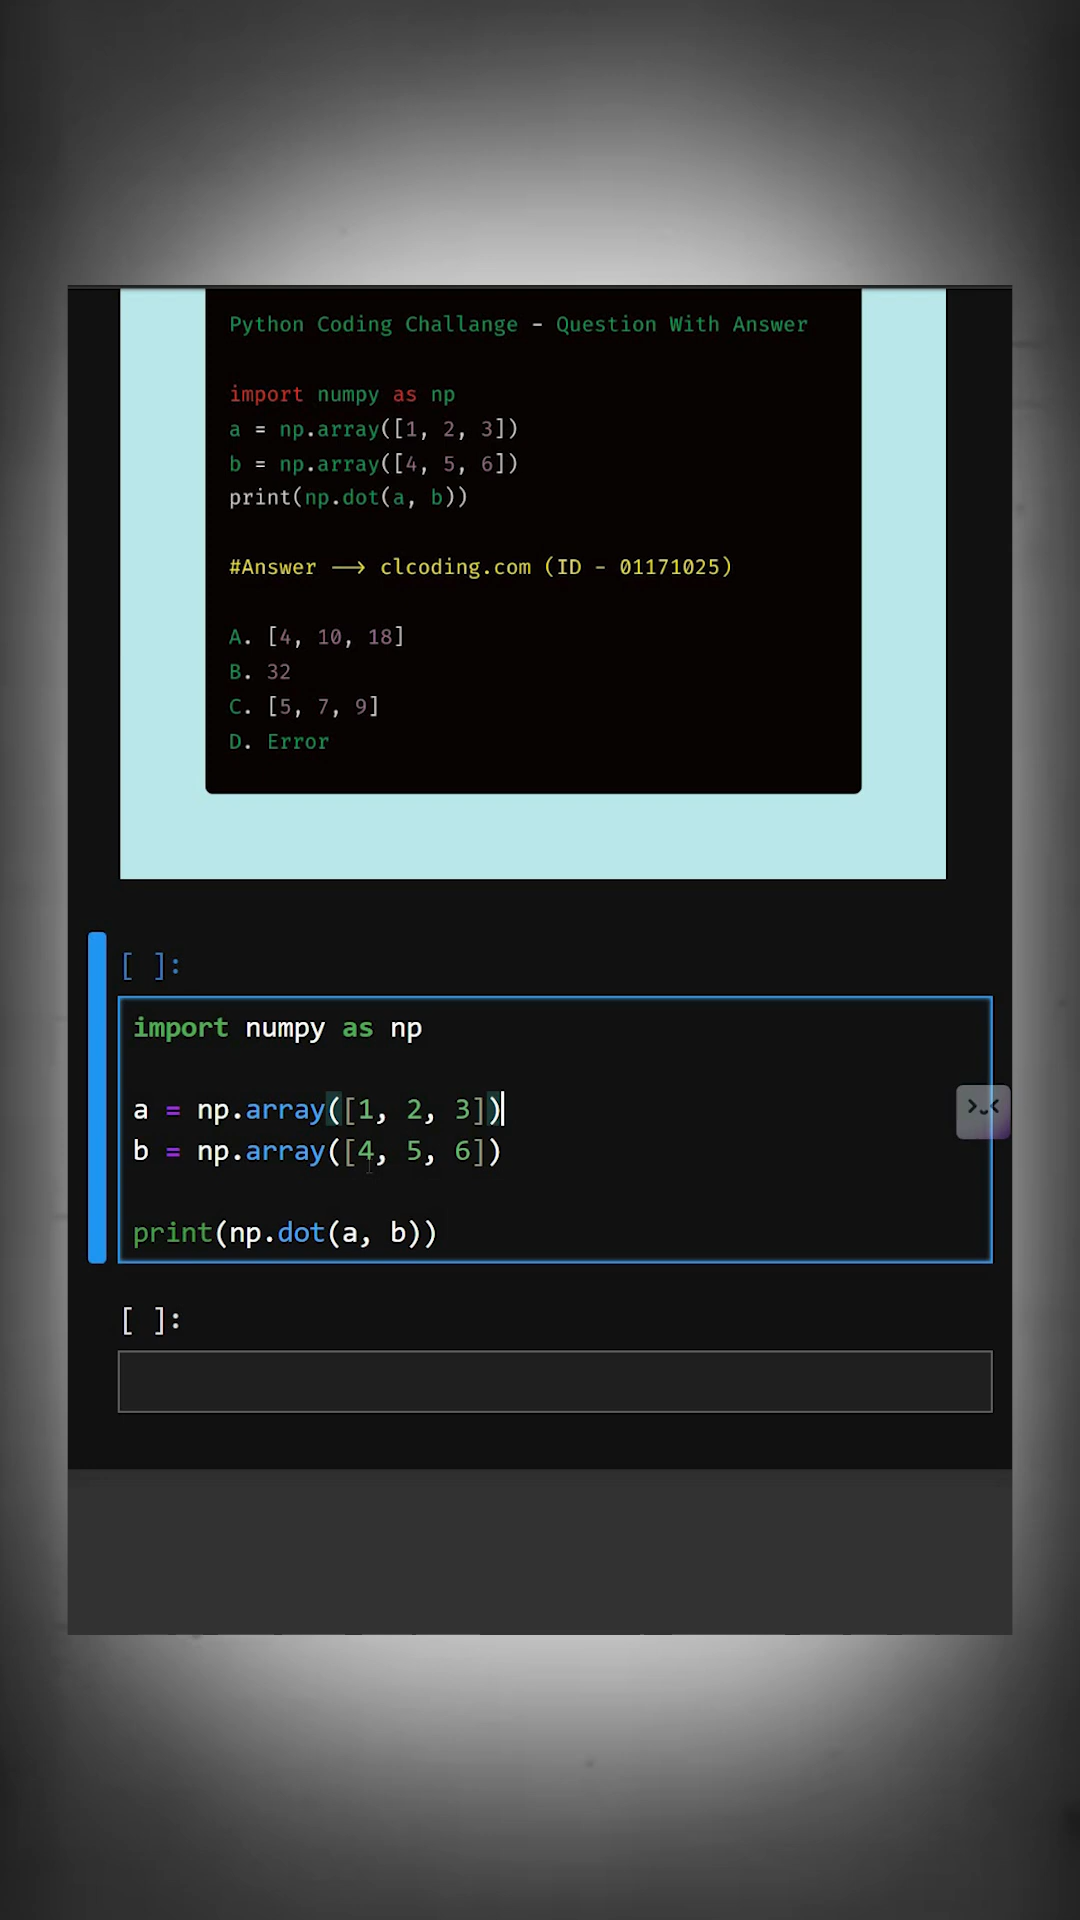 Python Coding Challange - Question With Answer
import numpy as np
a = np.array([1, 2, 3])
b = np.array([4, 5, 6])
print(np.dot(a, b))
#Answer ⟶ clcoding.com (ID - 01171025)
A. [4, 10, 18]
B. 32
C. [5, 7, 9]
D. Error
[ ]:
import numpy as np
a = np.array([1, 2, 3])
b = np.array([4, 5, 6])
print(np.dot(a, b))
[ ]: